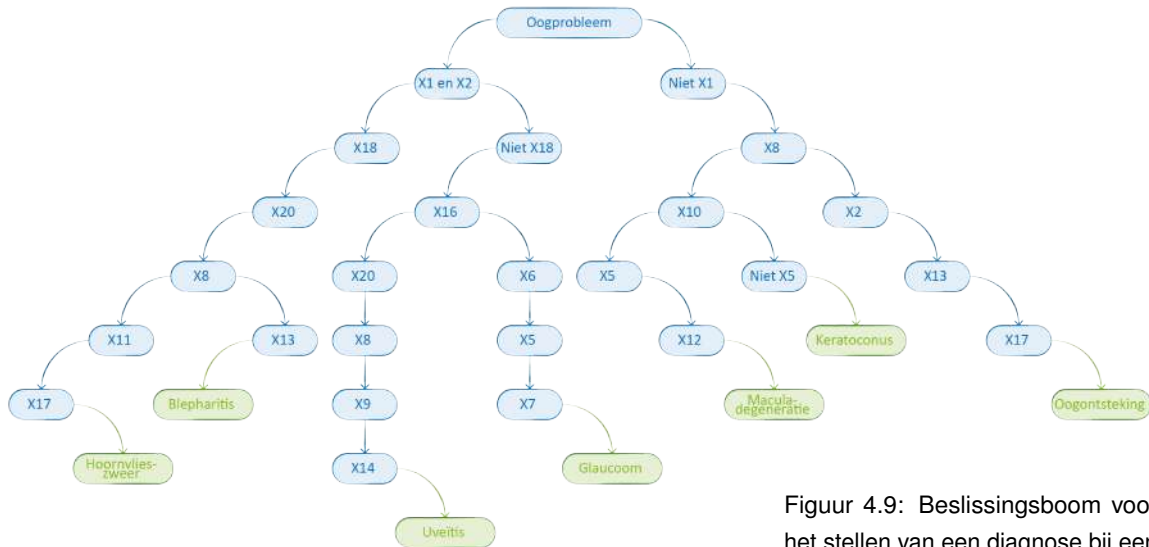 Oogprobleem
X1 en X2
Niet X1
X18
Niet X18
X8
X20
X16
X10
X2
X8
X20
X6
X5
Niet X5
X13
X11
X13
X8
X5
X12
Keratoconus
X17
X17
Blepharitis
X9
X7
Macula-
degeneratie
Oogontsteking
Hoornvlies-
zweer
X14
Glaucoom
Uveïtis
Figuur 4.9: Beslissingsboom voo
het stellen van een diagnose bij een